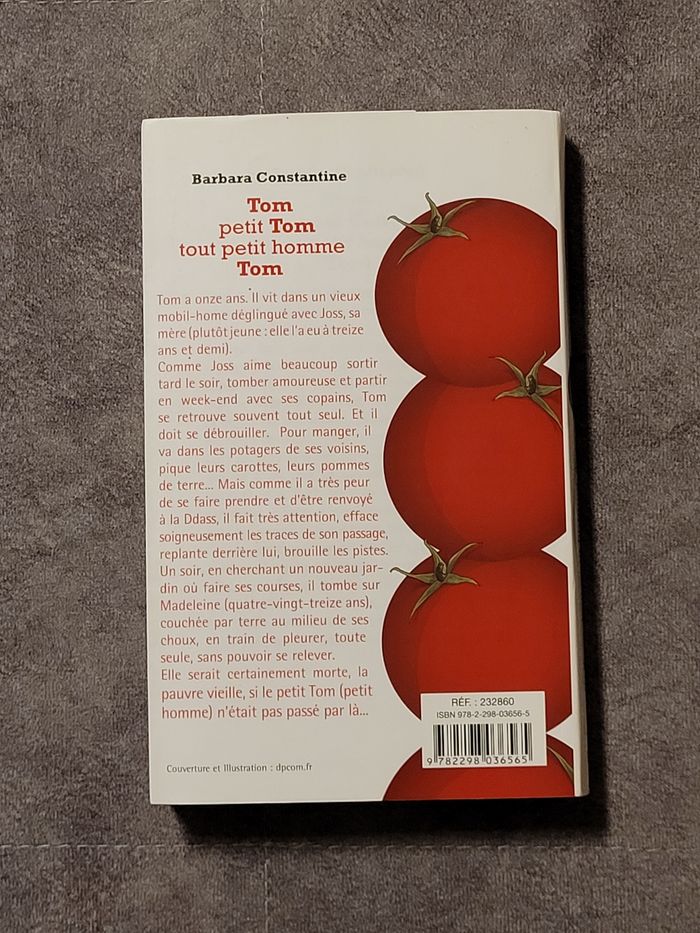 Barbara Constantine
Tom
petit Tom
tout petit homme
Tom
Tom a onze ans. Il vit dans un vieux
mobil-home déglingué avec Joss, sa
mère (plutôt jeune : elle l'a eu à treize
ans et demi).
Comme Joss aime beaucoup sortir
tard le soir, tomber amoureuse et partir
en week-end avec ses copains, Tom
se retrouve souvent tout seul. Et il
doit se débrouiller. Pour manger, il
va dans les potagers de ses voisins,
pique leurs carottes, leurs pommes
de terre... Mais comme il a très peur
de se faire prendre et d'être renvoyé
à la Ddass, il fait très attention, efface
soigneusement les traces de son passage,
replante derrière lui, brouille les pistes.
Un soir, en cherchant un nouveau jar-
din où faire ses courses, il tombe sur
Madeleine (quatre-vingt-treize ans),
couchée par terre au milieu de ses
choux, en train de pleurer, toute
seule, sans pouvoir se relever.
Elle serait certainement morte, la
pauvre vieille, si le petit Tom (petit
homme) n'était pas passé par là...
RÉF. : 232860
ISBN 978-2-298-03656-5
9 782298 036565
Couverture et Illustration : dpcom.fr